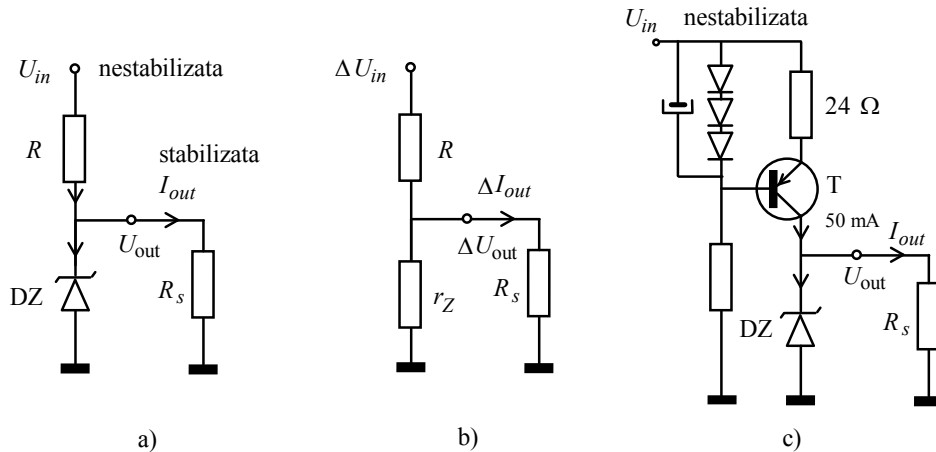 U_in nestabilizata
R
stabilizata
I_out
U_out
DZ
R_s
a)
Δ U_in
R
ΔI_out
ΔU_out
r_Z
R_s
b)
U_in nestabilizata
24 Ω
T
50 mA
I_out
U_out
DZ
R_s
c)